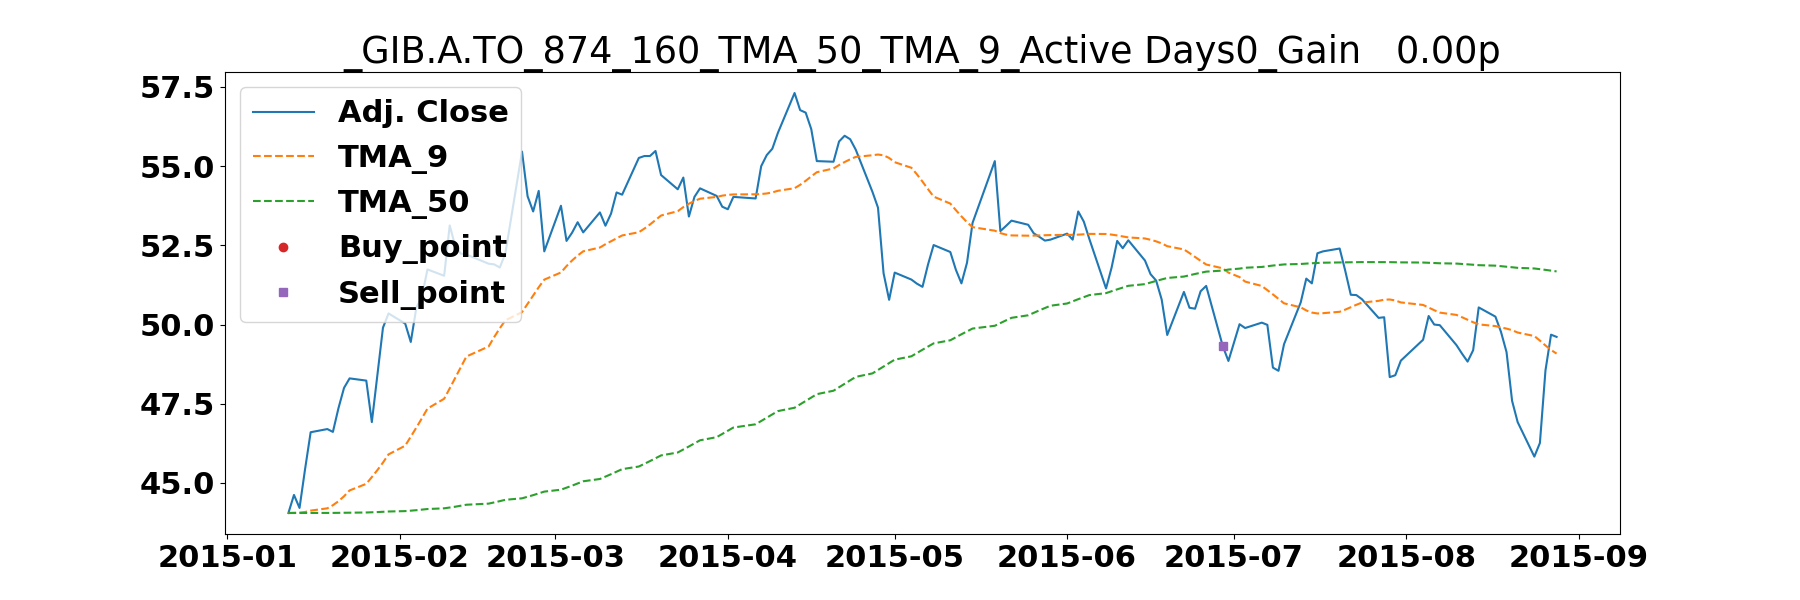 _GIB.A.TO_874_160_TMA_50_TMA_9_Active Days0_Gain   0.00p
57.5
55.0
52.5
50.0
47.5
45.0
Adj. Close
TMA_9
TMA_50
Buy_point
Sell_point
2015-01 2015-02 2015-03 2015-04 2015-05 2015-06 2015-07 2015-08 2015-09